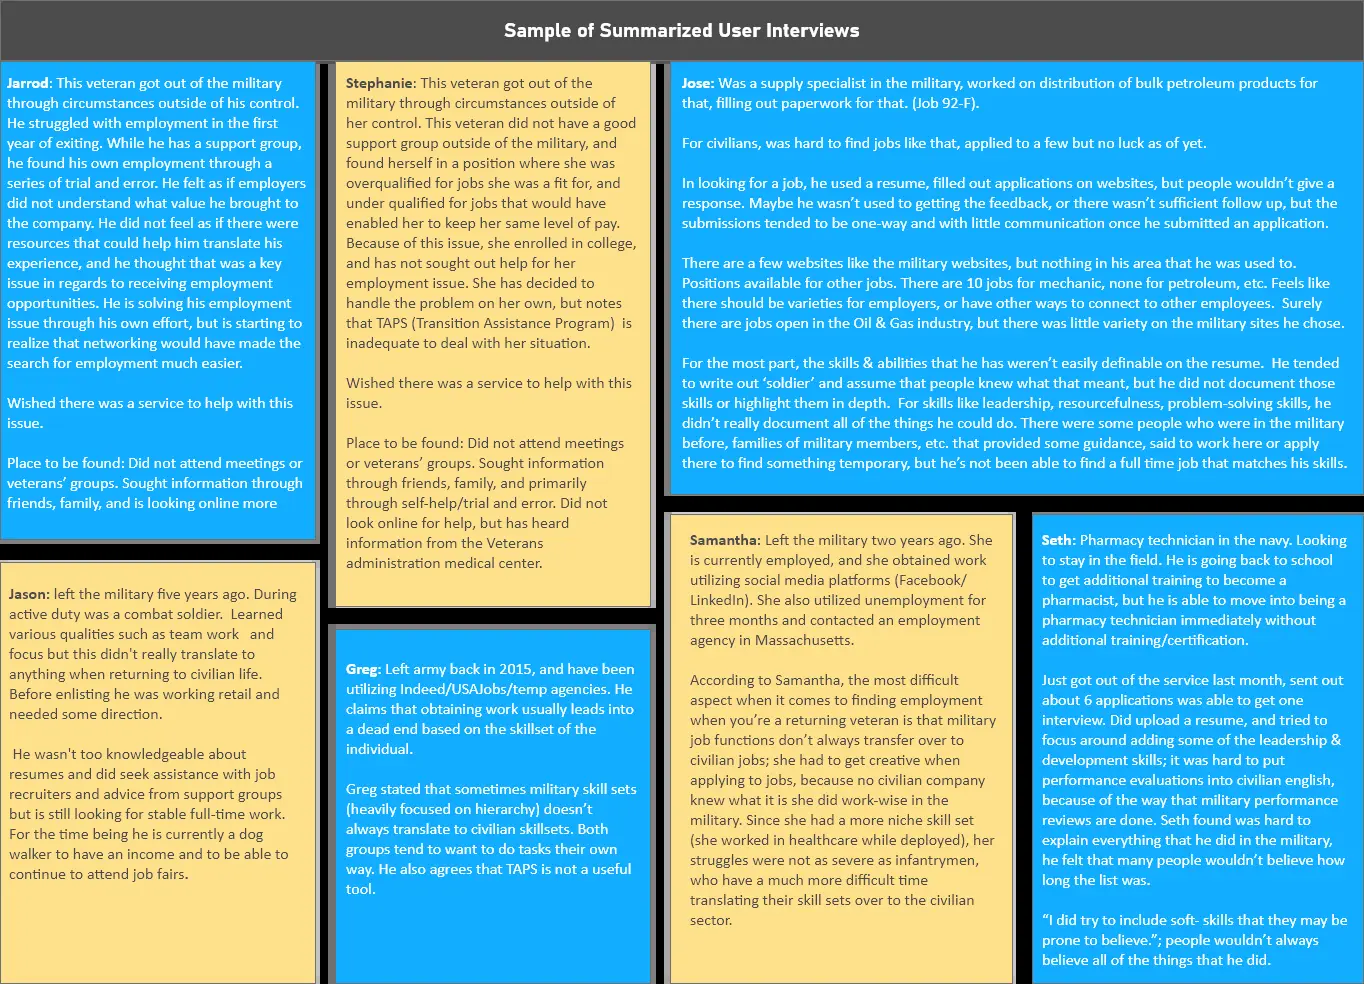 Sample of Summarized User Interviews
Jarrod: This veteran got out of the military
through circumstances outside of his control.
He struggled with employment in the first
year of exiting. While he has a support group,
he found his own employment through a
series of trial and error. He felt as if employers
did not understand what value he brought to
the company. He did not feel as if there were
resources that could help him translate his
experience, and he thought that was a key
issue in regards to receiving employment
opportunities. He is solving his employment
issue through his own effort, but is starting to
realize that networking would have made the
search for employment much easier.
Wished there was a service to help with this
issue.
Place to be found: Did not attend meetings or
veterans’ groups. Sought information through
friends, family, and is looking online more
Stephanie: This veteran got out of the
military through circumstances outside of
her control. This veteran did not have a good
support group outside of the military, and
found herself in a position where she was
overqualified for jobs she was a fit for, and
under qualified for jobs that would have
enabled her to keep her same level of pay.
Because of this issue, she enrolled in college,
and has not sought out help for her
employment issue. She has decided to
handle the problem on her own, but notes
that TAPS (Transition Assistance Program)  is
inadequate to deal with her situation.
Wished there was a service to help with this
issue.
Place to be found: Did not attend meetings
or veterans’ groups. Sought information
through friends, family, and primarily
through self-help/trial and error. Did not
look online for help, but has heard
information from the Veterans
administration medical center.
Jose: Was a supply specialist in the military, worked on distribution of bulk petroleum products for
that, filling out paperwork for that. (Job 92-F).
For civilians, was hard to find jobs like that, applied to a few but no luck as of yet.
In looking for a job, he used a resume, filled out applications on websites, but people wouldn’t give a
response. Maybe he wasn’t used to getting the feedback, or there wasn’t sufficient follow up, but the
submissions tended to be one-way and with little communication once he submitted an application.
There are a few websites like the military websites, but nothing in his area that he was used to.
Positions available for other jobs. There are 10 jobs for mechanic, none for petroleum, etc. Feels like
there should be varieties for employers, or have other ways to connect to other employees.  Surely
there are jobs open in the Oil & Gas industry, but there was little variety on the military sites he chose.
For the most part, the skills & abilities that he has weren’t easily definable on the resume.  He tended
to write out ‘soldier’ and assume that people knew what that meant, but he did not document those
skills or highlight them in depth.  For skills like leadership, resourcefulness, problem-solving skills, he
didn’t really document all of the things he could do. There were some people who were in the military
before, families of military members, etc. that provided some guidance, said to work here or apply
there to find something temporary, but he’s not been able to find a full time job that matches his skills.
Jason: left the military five years ago. During
active duty was a combat soldier.  Learned
various qualities such as team work   and
focus but this didn't really translate to
anything when returning to civilian life.
Before enlisting he was working retail and
needed some direction.
He wasn't too knowledgeable about
resumes and did seek assistance with job
recruiters and advice from support groups
but is still looking for stable full-time work.
For the time being he is currently a dog
walker to have an income and to be able to
continue to attend job fairs.
Greg: Left army back in 2015, and have been
utilizing Indeed/USAJobs/temp agencies. He
claims that obtaining work usually leads into
a dead end based on the skillset of the
individual.
Greg stated that sometimes military skill sets
(heavily focused on hierarchy) doesn’t
always translate to civilian skillsets. Both
groups tend to want to do tasks their own
way. He also agrees that TAPS is not a useful
tool.
Samantha: Left the military two years ago. She
is currently employed, and she obtained work
utilizing social media platforms (Facebook/
LinkedIn). She also utilized unemployment for
three months and contacted an employment
agency in Massachusetts.
According to Samantha, the most difficult
aspect when it comes to finding employment
when you’re a returning veteran is that military
job functions don’t always transfer over to
civilian jobs; she had to get creative when
applying to jobs, because no civilian company
knew what it is she did work-wise in the
military. Since she had a more niche skill set
(she worked in healthcare while deployed), her
struggles were not as severe as infantrymen,
who have a much more difficult time
translating their skill sets over to the civilian
sector.
Seth: Pharmacy technician in the navy. Looking
to stay in the field. He is going back to school
to get additional training to become a
pharmacist, but he is able to move into being a
pharmacy technician immediately without
additional training/certification.
Just got out of the service last month, sent out
about 6 applications was able to get one
interview. Did upload a resume, and tried to
focus around adding some of the leadership &
development skills; it was hard to put
performance evaluations into civilian english,
because of the way that military performance
reviews are done. Seth found was hard to
explain everything that he did in the military,
he felt that many people wouldn’t believe how
long the list was.
“I did try to include soft- skills that they may be
prone to believe.”; people wouldn’t always
believe all of the things that he did.